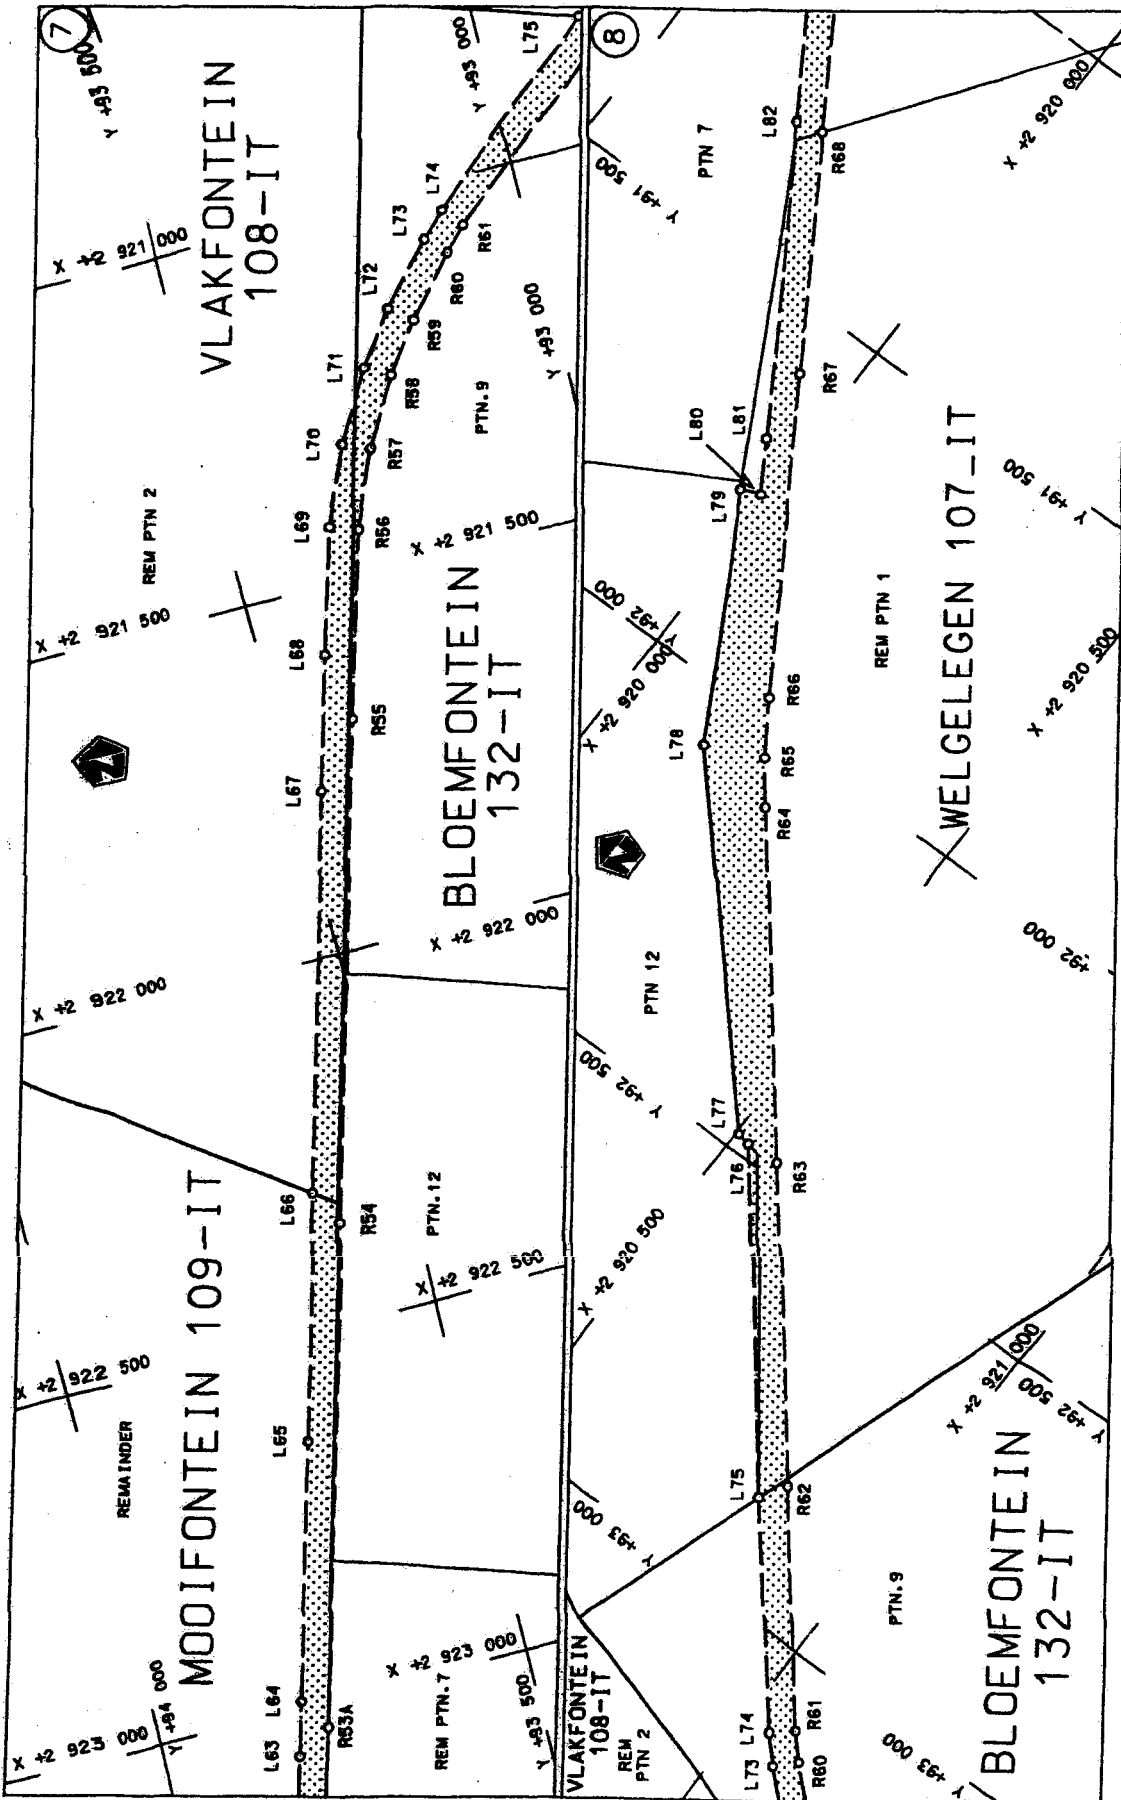 7
X +2 923 000
Y +94 000
X +2 922 500
X +2 922 000
X +2 921 500
X +2 921 000
Y +93 500
REMAINDER
MOOIFONTEIN 109-IT
REM PTN 2
VLAKFONTEIN
108-IT
N
L63
L64
L65
L66
L67
L68
L69
L70
L71
L72
L73
L74
L75
R53A
R54
R55
R56
R57
R58
R59
R60
R61
REM PTN.7
X +2 923 000
Y +93 500
PTN.12
X +2 922 500
X +2 922 000
BLOEMFONTEIN
132-IT
X +2 921 500
PTN.9
Y +93 000
Y +93 000
8
VLAKFONTEIN
108-IT
REM
PTN 2
Y +93 000
X +2 920 500
Y +92 500
PTN 12
X +2 920 000
Y +92 000
Y +91 500
PTN 7
N
L73
L74
L75
L76
L77
L78
L79
L80
L81
L82
R60
R61
R62
R63
R64
R65
R66
R67
R68
Y +93 000
PTN.9
BLOEMFONTEIN
132-IT
X +2 921 000
Y +92 500
REM PTN 1
WELGELEGEN 107_IT
+92 000
X +2 920 500
Y +91 500
X +2 920 000